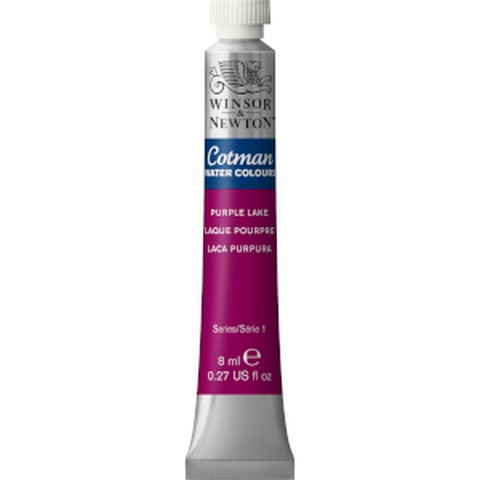 WINSOR
&
NEWTON™
Cotman
WATER COLOURS
PURPLE LAKE
LAQUE POURPRE
LACA PURPURA
Series/Série 1
8 ml e
0.27 US fl oz